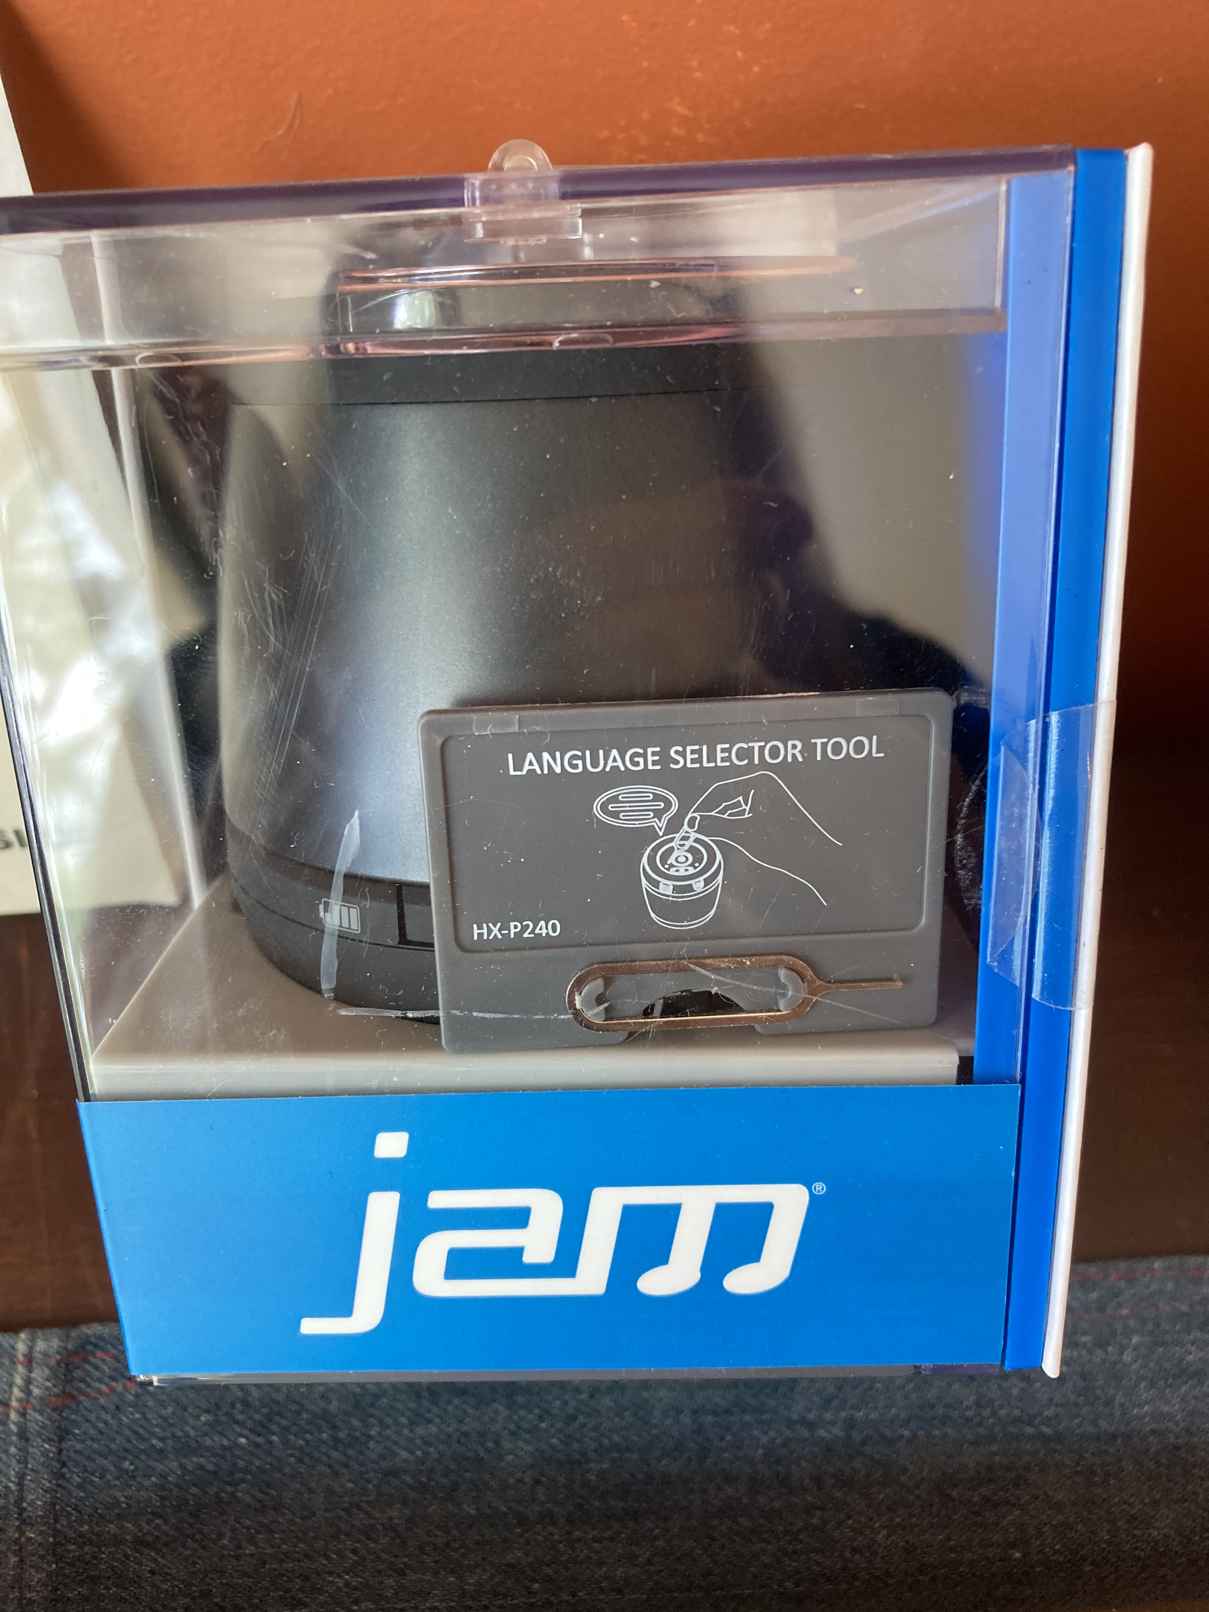 LANGUAGE SELECTOR TOOL
HX-P240
jam®